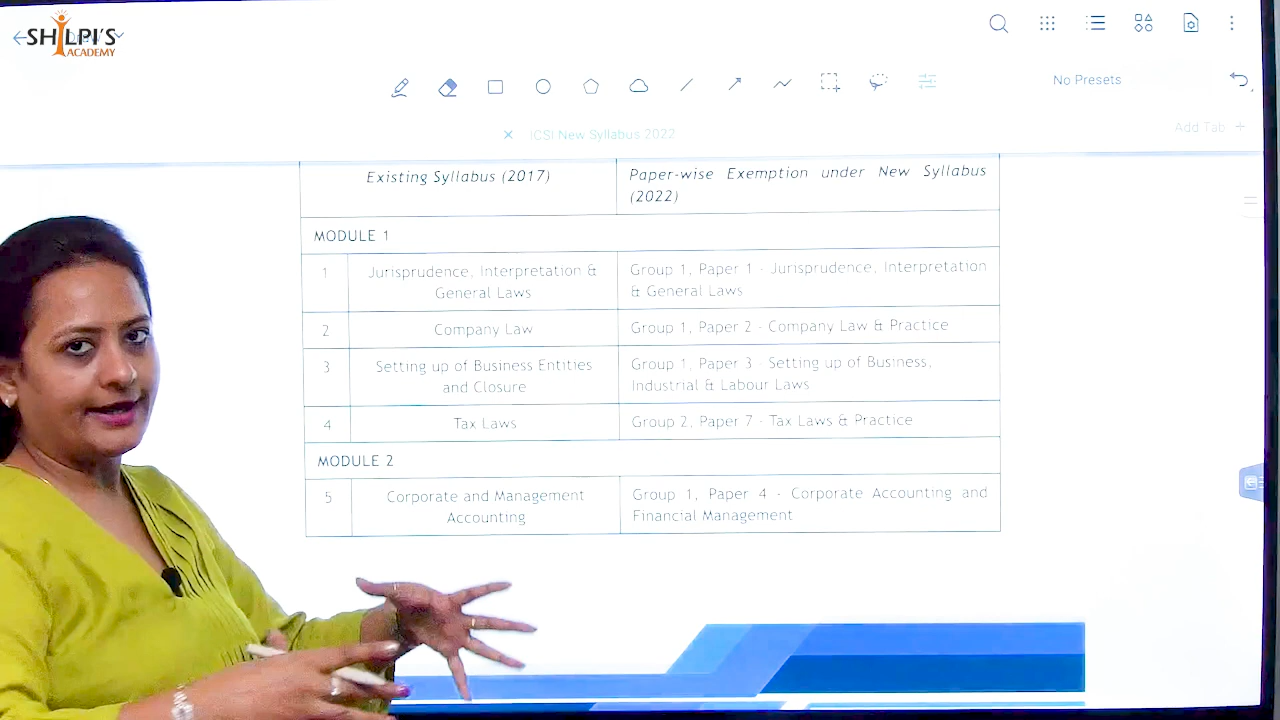 SHILPI'S
ACADEMY
No Presets
ICSI New Syllabus 2022
Add Tab
Existing Syllabus (2017)
Paper-wise Exemption under New Syllabus
(2022)
MODULE 1
1
Jurisprudence, Interpretation &
General Laws
Group 1, Paper 1 - Jurisprudence, Interpretation
& General Laws
2
Company Law
Group 1, Paper 2 - Company Law & Practice
3
Setting up of Business Entities
and Closure
Group 1, Paper 3 - Setting up of Business,
Industrial & Labour Laws
4
Tax Laws
Group 2, Paper 7 - Tax Laws & Practice
MODULE 2
5
Corporate and Management
Accounting
Group 1, Paper 4 - Corporate Accounting and
Financial Management